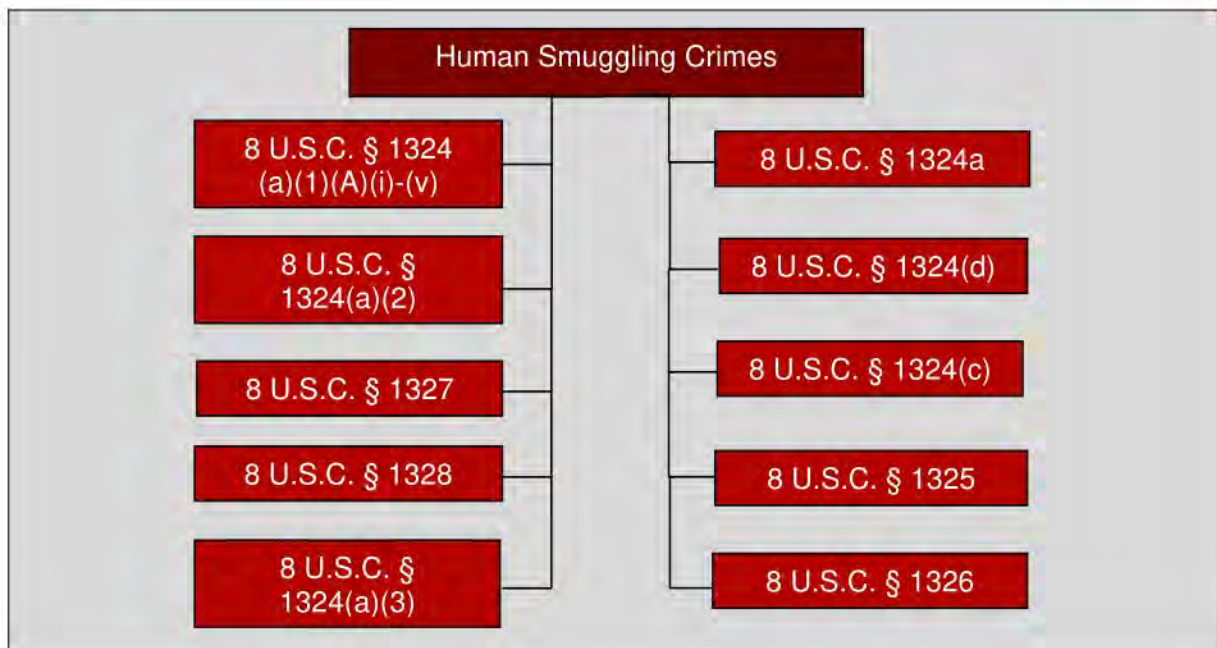 Human Smuggling Crimes
8 U.S.C. § 1324
(a)(1)(A)(i)-(v)
8 U.S.C. §
1324(a)(2)
8 U.S.C. § 1327
8 U.S.C. § 1328
8 U.S.C. §
1324(a)(3)
8 U.S.C. § 1324a
8 U.S.C. § 1324(d)
8 U.S.C. § 1324(c)
8 U.S.C. § 1325
8 U.S.C. § 1326